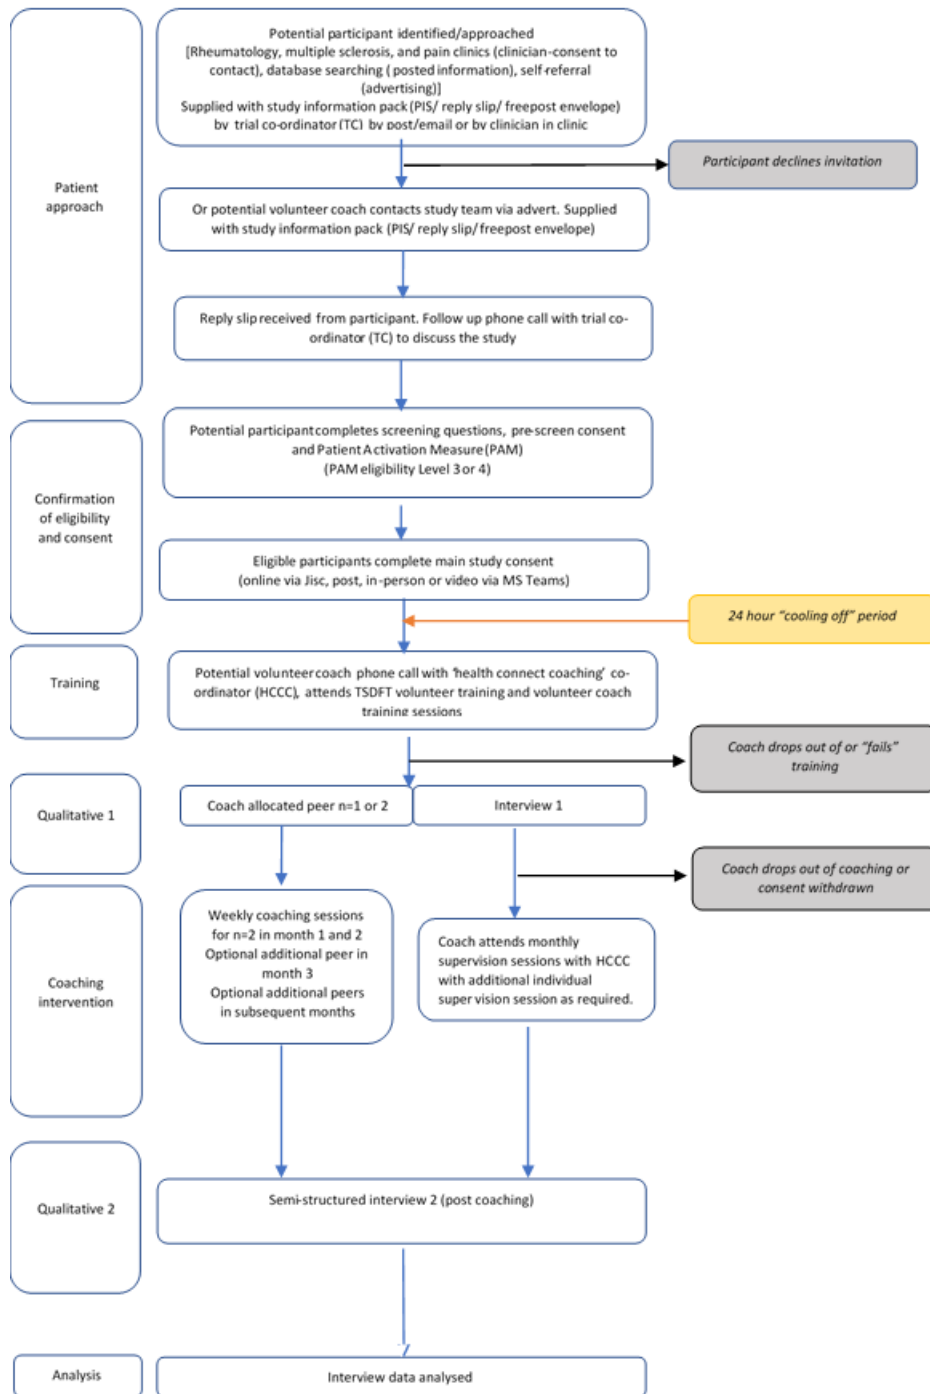 Potential participant identified/approached
[Rheumatology, multiple sclerosis, and pain clinics (clinician-consent to
contact), database searching ( posted information), self-referral
(advertising)]
Supplied with study information pack (PIS/ reply slip/ freepost envelope)
by trial co-ordinator (TC) by post/email or by clinician in clinic
Participant declines invitation
Patient
approach
Or potential volunteer coach contacts study team via advert. Supplied
with study information pack (PIS/ reply slip/ freepost envelope)
Reply slip received from participant. Follow up phone call with trial co-
ordinator (TC) to discuss the study
Potential participant completes screening questions, pre-screen consent
and Patient Activation Measure (PAM)
(PAM eligibility Level 3 or 4)
Confirmation
of eligibility
and consent
Eligible participants complete main study consent
(online via Jisc, post, in-person or video via MS Teams)
24 hour "cooling off" period
Training
Potential volunteer coach phone call with 'health connect coaching' co-
ordinator (HCCC), attends TSDFT volunteer training and volunteer coach
training sessions
Coach drops out of or "fails"
training
Qualitative 1
Coach allocated peer n=1 or 2
Interview 1
Coach drops out of coaching or
consent withdrawn
Coaching
intervention
Weekly coaching sessions
for n=2 in month 1 and 2
Optional additional peer in
month 3
Optional additional peers
in subsequent months
Coach attends monthly
supervision sessions with HCCC
with additional individual
supervision session as required.
Qualitative 2
Semi-structured interview 2 (post coaching)
Analysis
Interview data analysed